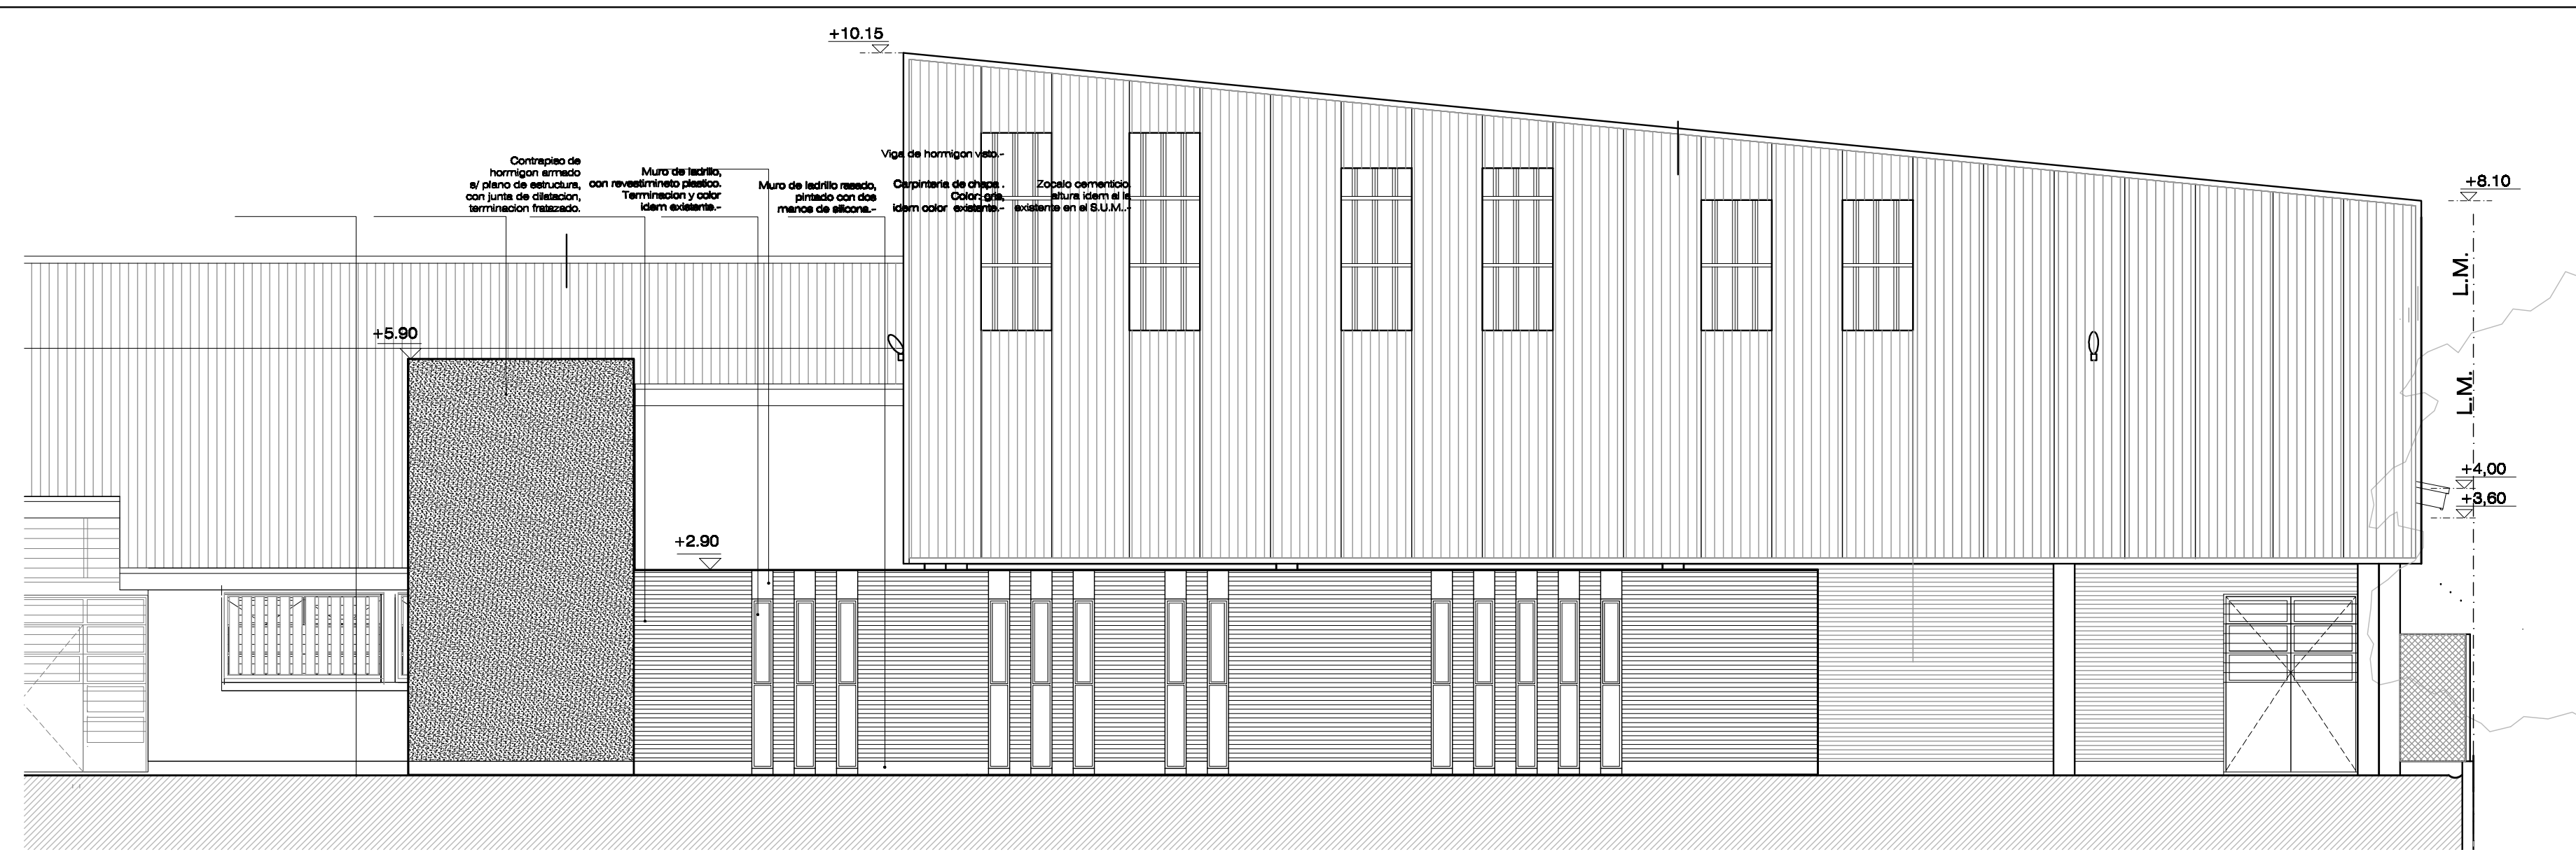 +10.15
Contrapiso de
hormigon armado
s/ plano de estructura,
con junta de dilatacion,
terminacion fratazado.
Muro de ladrillo,
con revestimineto plastico.
Terminacion y color
idem existente.-
Muro de ladrillo rasado,
pintado con dos
manos de silicona.-
Viga de hormigon visto.-
Carpinteria de chapa .
Color: gris,
idem color existente.-
Zocalo cementicio,
altura idem al la
existente en el S.U.M..-
+8.10
L.M.
+5.90
L.M.
+4,00
+3,60
+2.90